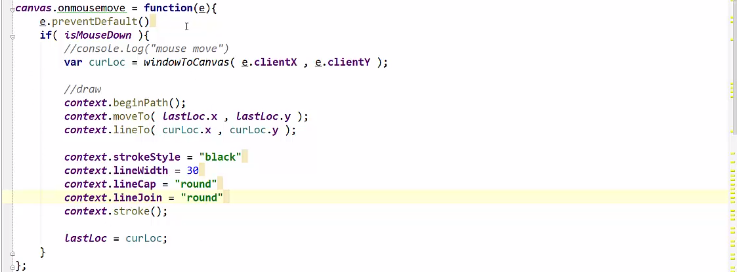 canvas.onmousemove = function(e){
e.preventDefault()
if( isMouseDown ){
//console.log("mouse move")
var curLoc = windowToCanvas( e.clientX , e.clientY );
//draw
context.beginPath();
context.moveTo( lastLoc.x , lastLoc.y );
context.lineTo( curLoc.x , curLoc.y );
context.strokeStyle = "black"
context.lineWidth = 30
context.lineCap = "round"
context.lineJoin = "round"
context.stroke();
lastLoc = curLoc;
}
};